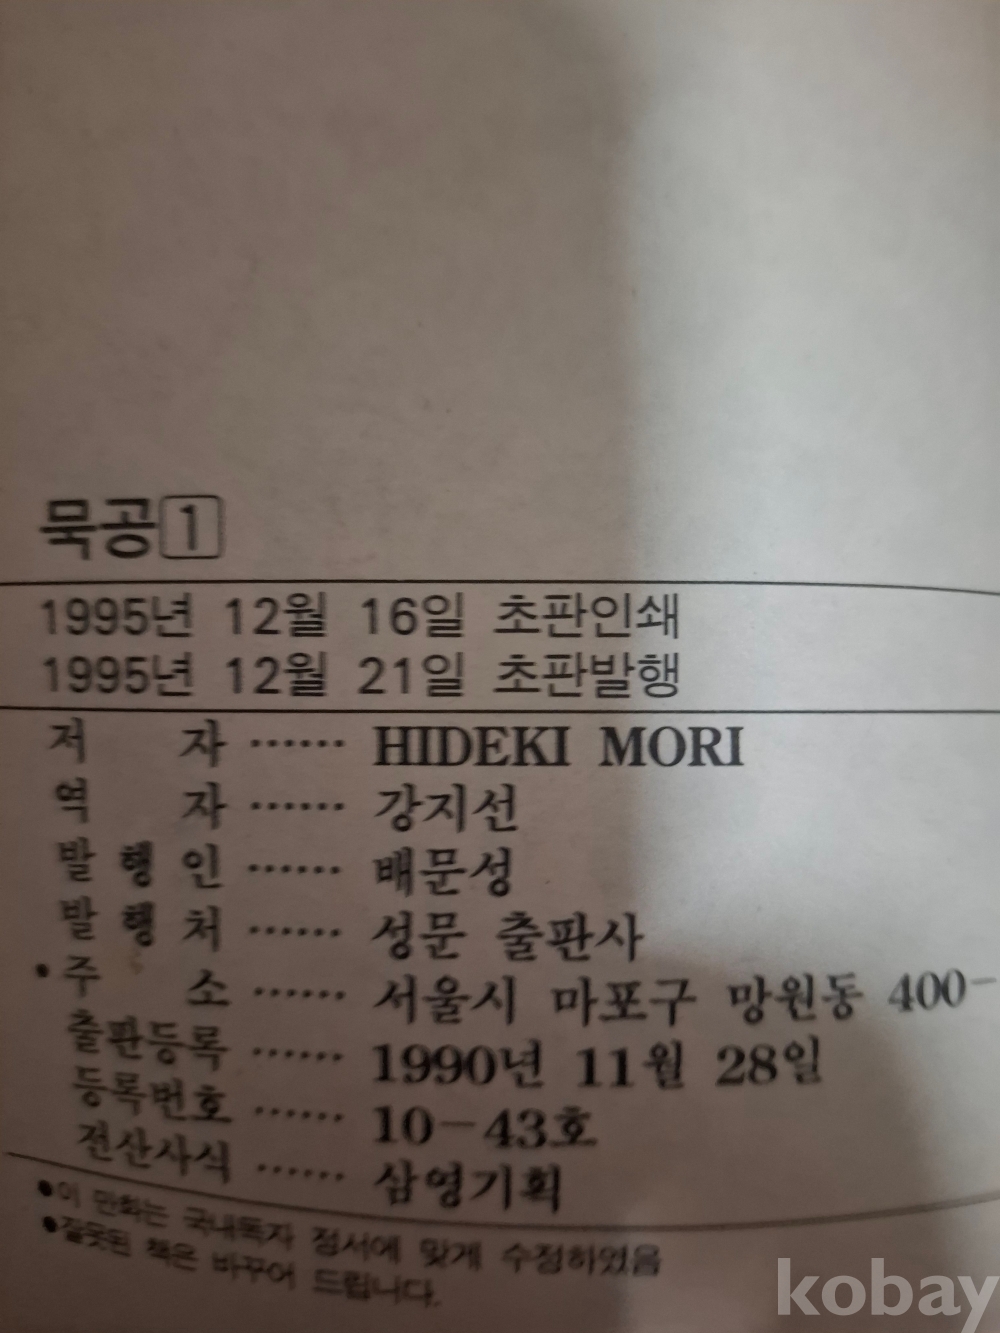 묵공 1
1995년 12월 16일 초판인쇄
1995년 12월 21일 초판발행
저 자 ······ HIDEKI MORI
역 자 ······ 강지선
발 행 인 ······ 배문성
발 행 처 ······ 성문 출판사
•주 소 ······ 서울시 마포구 망원동 400-
출판등록 ······ 1990년 11월 28일
등록번호 ······ 10-43호
전산사식 ······ 삼영기획
●이 만화는 국내독자 정서에 맞게 수정하였음
●잘못된 책은 바꾸어 드립니다.
kobay